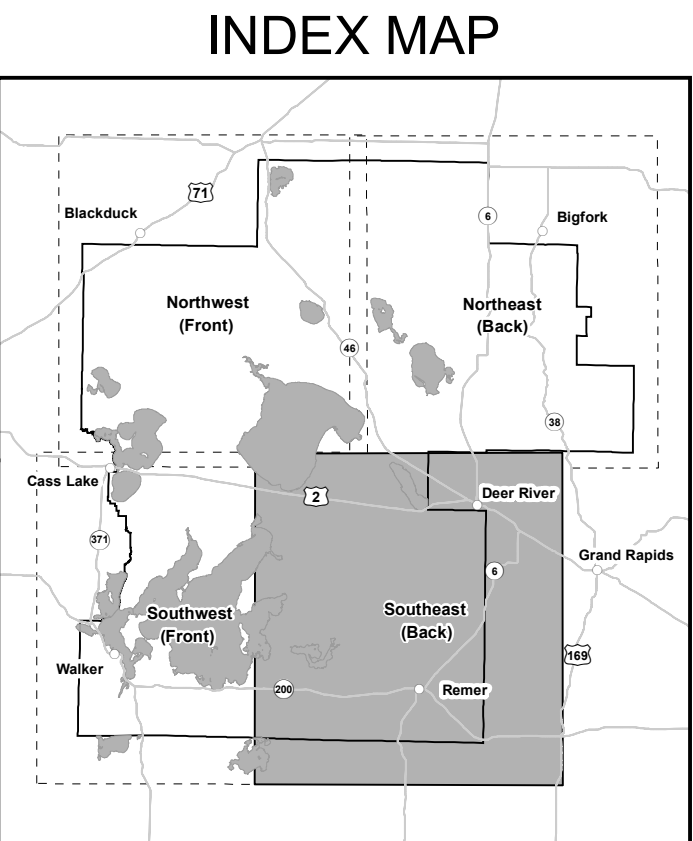 INDEX MAP
71
Blackduck
6
Bigfork
Northwest
(Front)
Northeast
(Back)
46
38
Cass Lake
2
Deer River
371
Grand Rapids
6
Southwest
(Front)
Southeast
(Back)
169
Walker
200
Remer